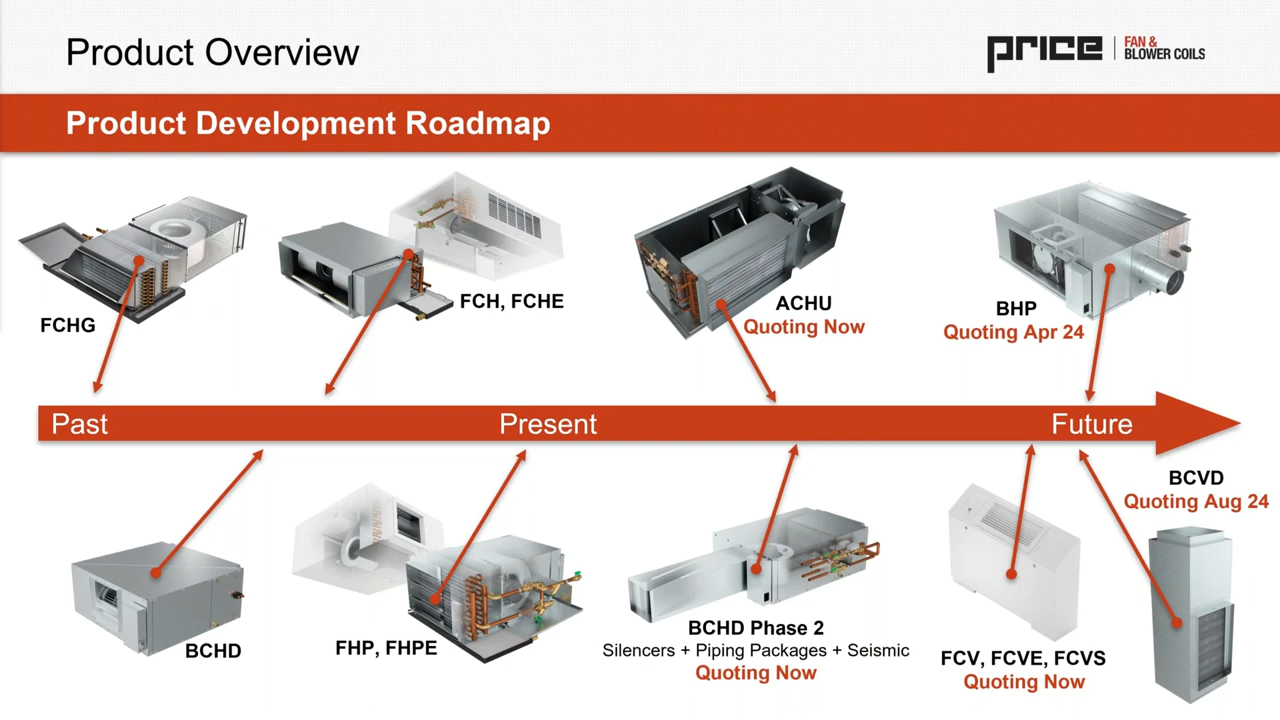 Product Overview
PRICE
FAN &
BLOWER COILS
Product Development Roadmap
FCHG
FCH, FCHE
ACHU
Quoting Now
BHP
Quoting Apr 24
Past
Present
Future
BCHD
FHP, FHPE
BCHD Phase 2
Silencers + Piping Packages + Seismic
Quoting Now
FCV, FCVE, FCVS
Quoting Now
BCVD
Quoting Aug 24